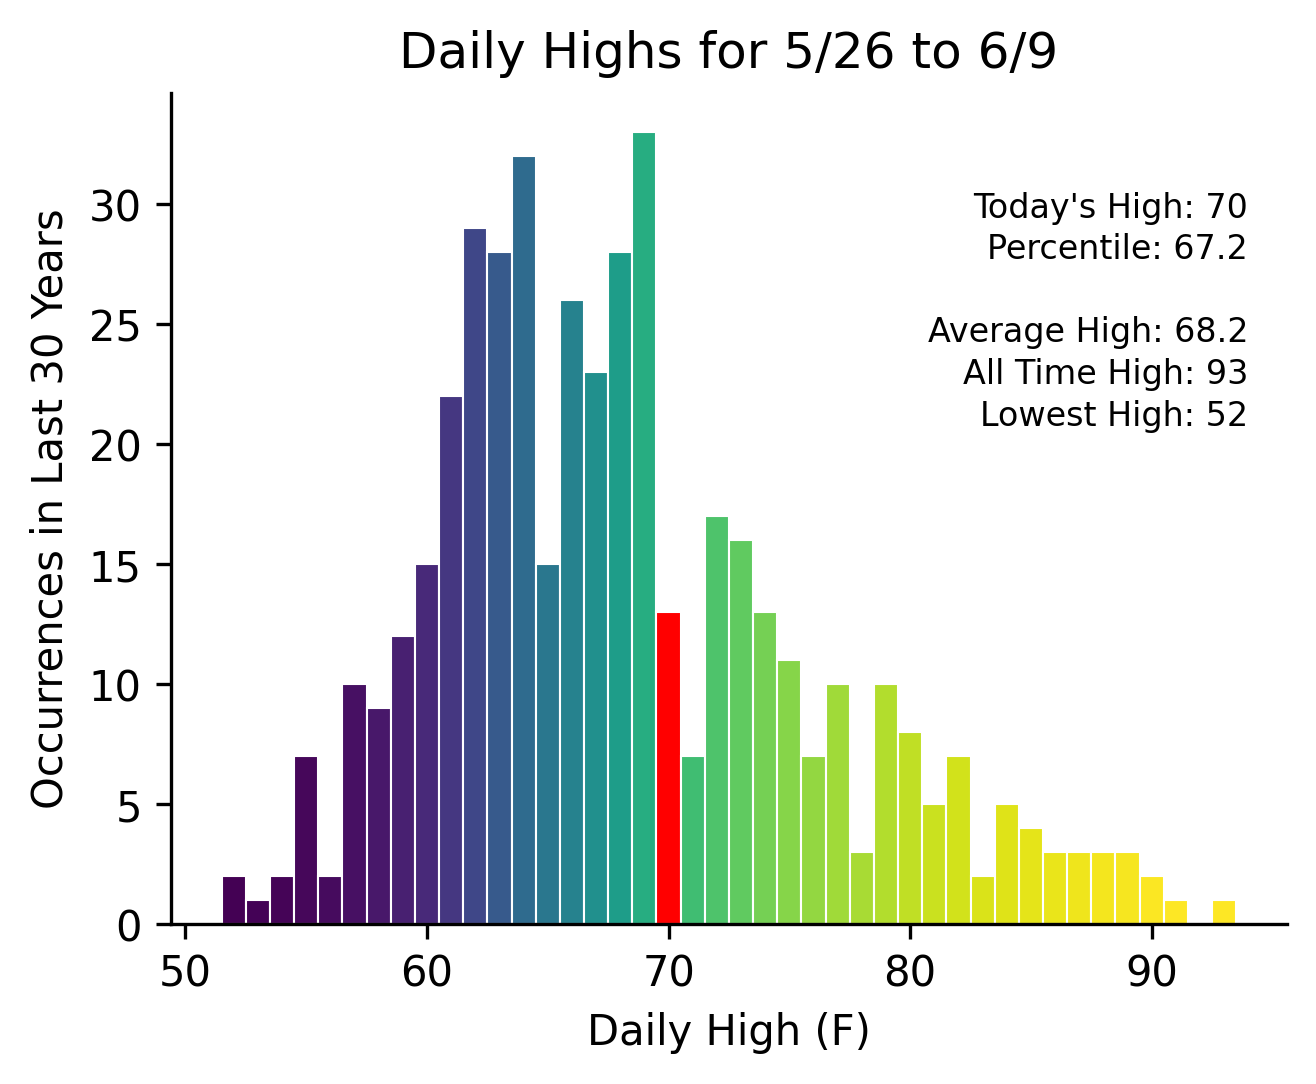 Daily Highs for 5/26 to 6/9
Today's High: 70
Percentile: 67.2
Average High: 68.2
All Time High: 93
Lowest High: 52
Occurrences in Last 30 Years
30
25
20
15
10
5
0
50 60 70 80 90
Daily High (F)